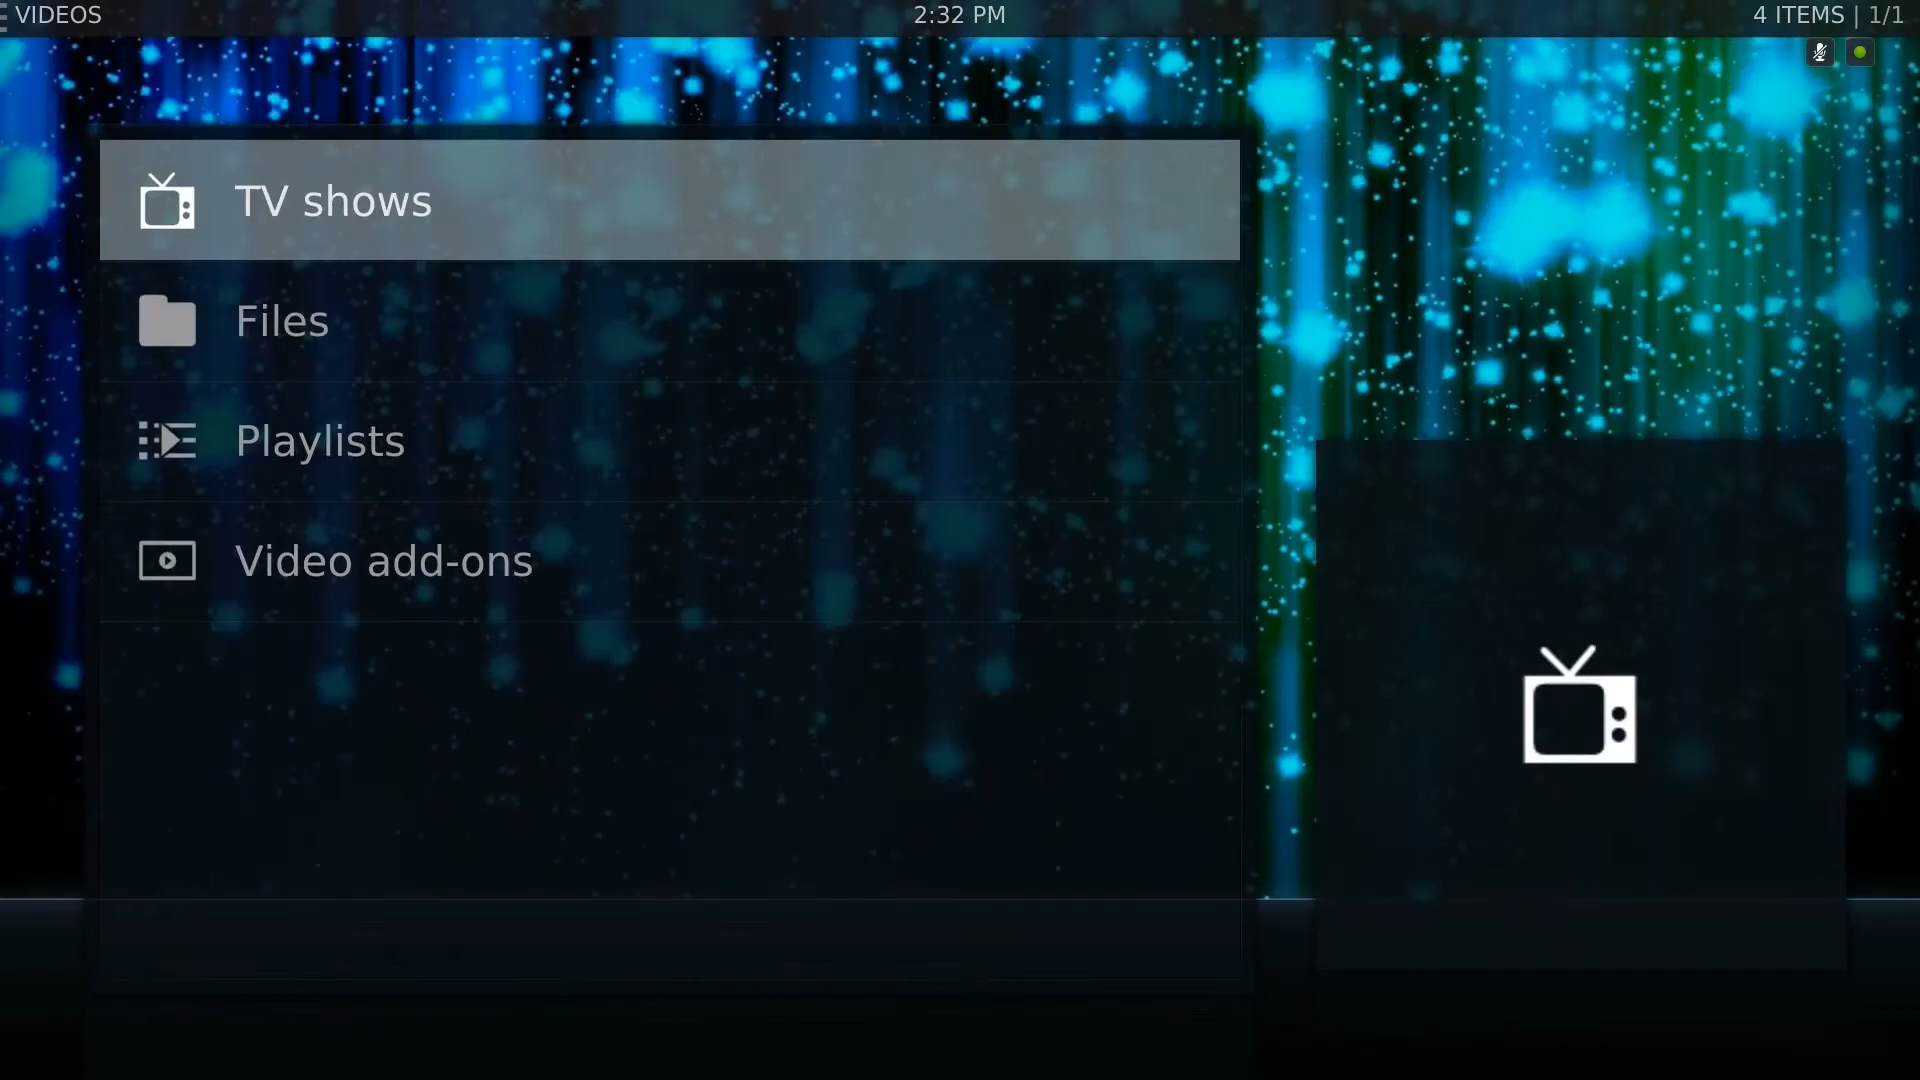 VIDEOS
2:32 PM
4 ITEMS | 1/1
TV shows
Files
Playlists
Video add-ons